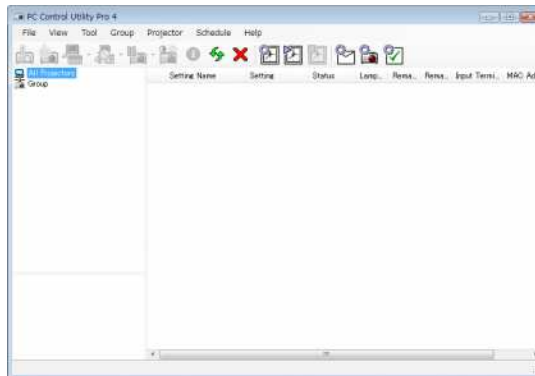 PC Control Utility Pro 4
File View Tool Group Projector Schedule Help
All Projectors
Group
Setting Name Setting Status Lamp... Rema... Rema... Input Termi... MAC Ad